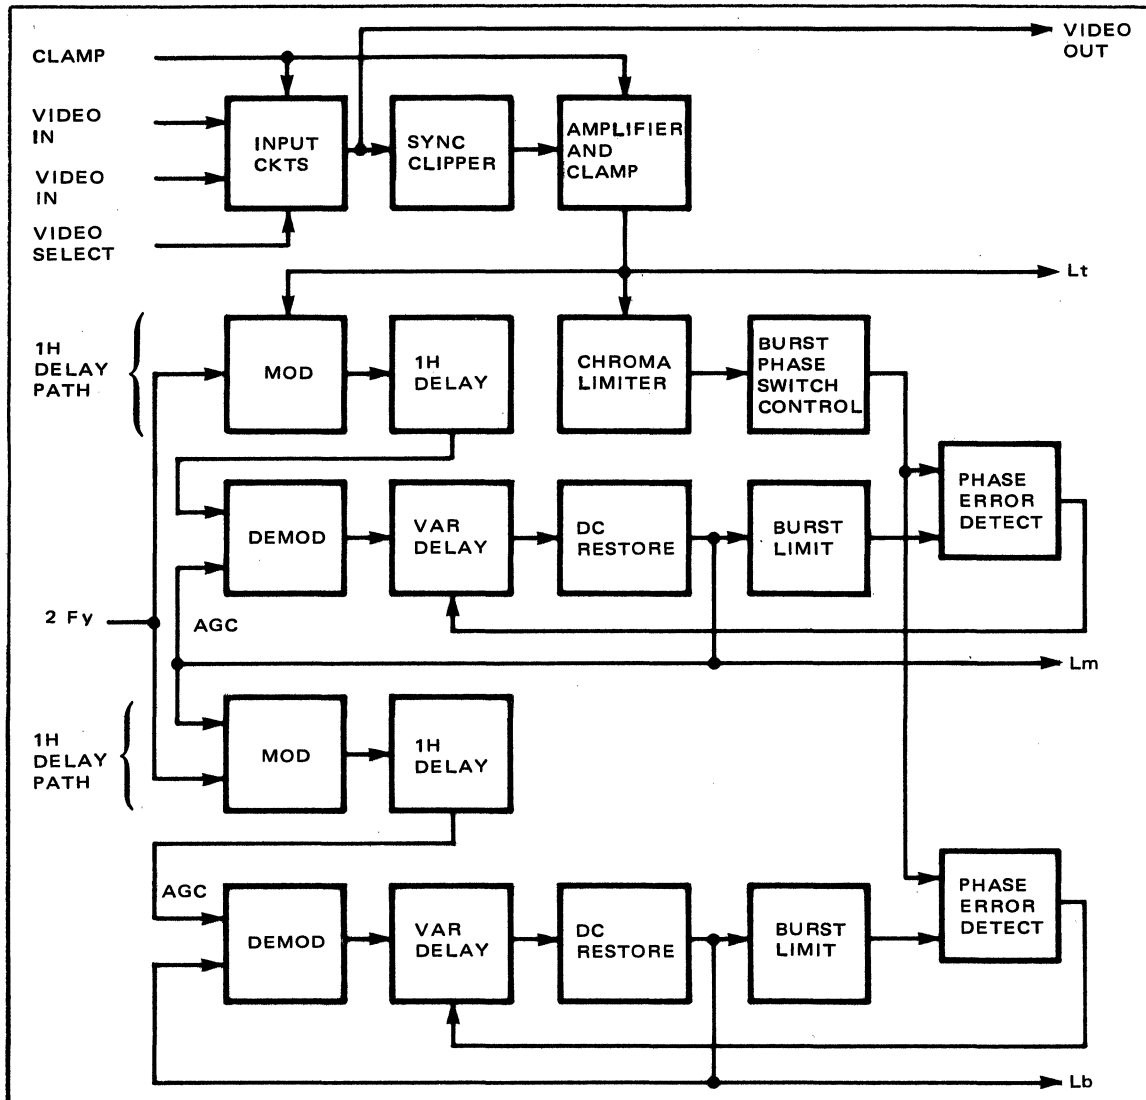 VIDEO
OUT
CLAMP
VIDEO
IN
VIDEO
IN
VIDEO
SELECT
INPUT
CKTS
SYNC
CLIPPER
AMPLIFIER
AND
CLAMP
Lt
1H
DELAY
PATH
MOD
1H
DELAY
CHROMA
LIMITER
BURST
PHASE
SWITCH
CONTROL
DEMOD
VAR
DELAY
DC
RESTORE
BURST
LIMIT
PHASE
ERROR
DETECT
2 Fy
AGC
Lm
1H
DELAY
PATH
MOD
1H
DELAY
AGC
DEMOD
VAR
DELAY
DC
RESTORE
BURST
LIMIT
PHASE
ERROR
DETECT
Lb